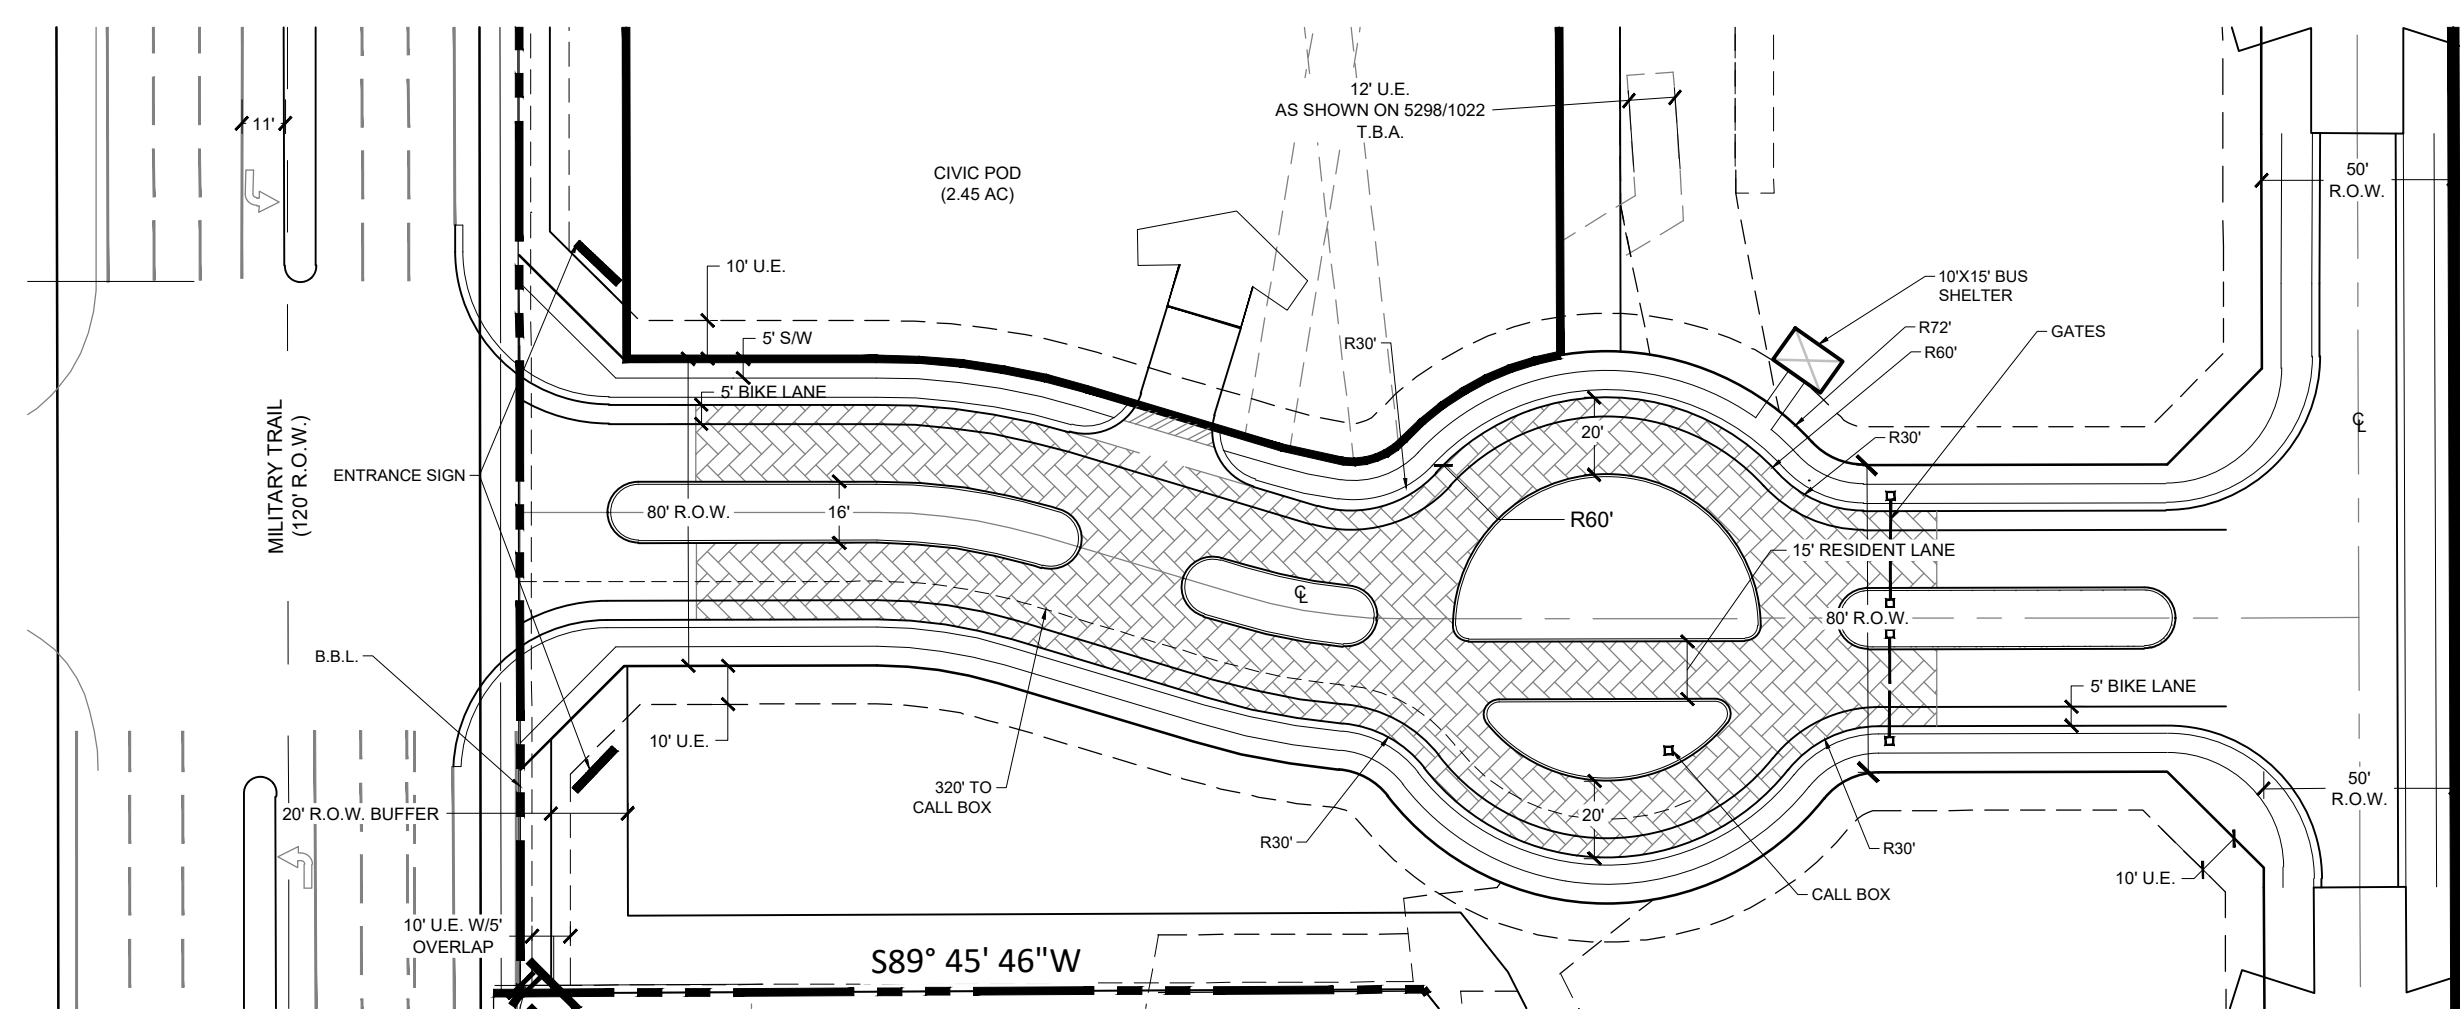 12' U.E.
AS SHOWN ON 5298/1022
T.B.A.
11'
CIVIC POD
(2.45 AC)
50'
R.O.W.
10' U.E.
10'X15' BUS
SHELTER
5' S/W
R30'
R72'
GATES
R60'
5' BIKE LANE
MILITARY TRAIL
(120' R.O.W.)
20'
R30'
ENTRANCE SIGN
80' R.O.W.
16'
R60'
15' RESIDENT LANE
℄
℄
80' R.O.W.
B.B.L.
5' BIKE LANE
10' U.E.
320' TO
CALL BOX
50'
R.O.W.
20' R.O.W. BUFFER
20'
R30'
R30'
10' U.E.
CALL BOX
10' U.E. W/5'
OVERLAP
S89° 45' 46"W